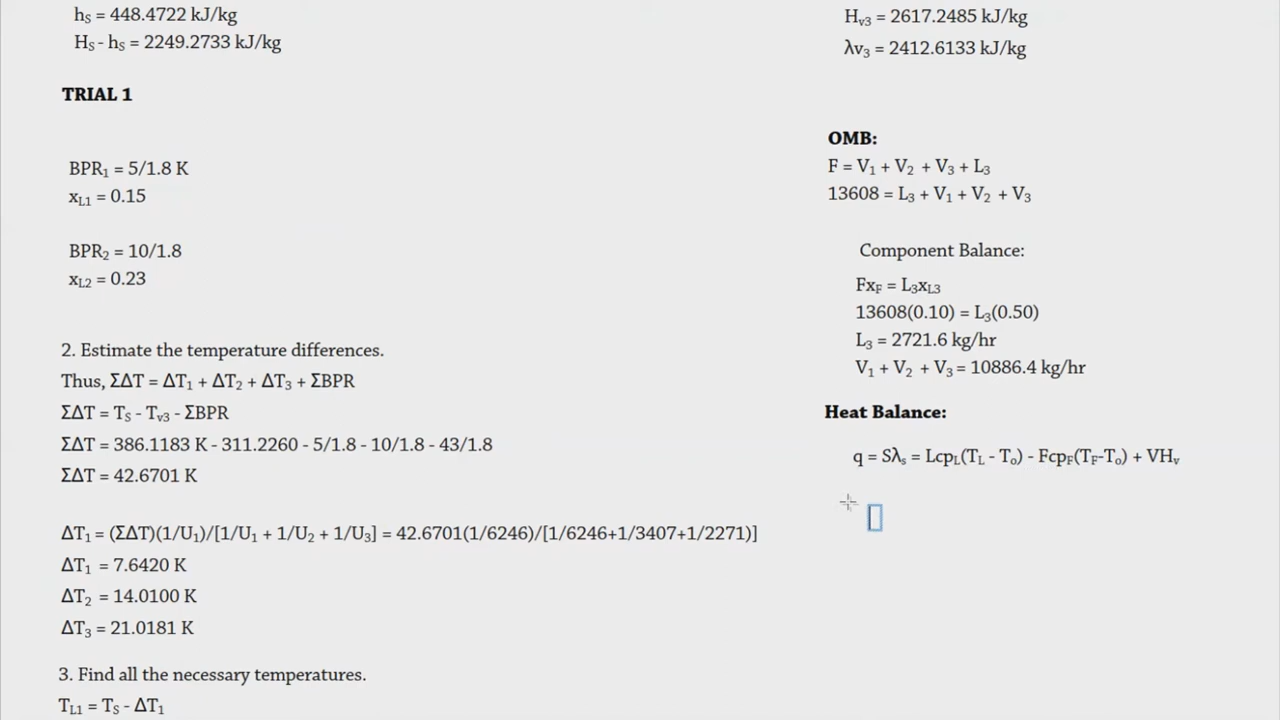 hS = 448.4722 kJ/kg
HS - hS = 2249.2733 kJ/kg
TRIAL 1
BPR1 = 5/1.8 K
xL1 = 0.15
BPR2 = 10/1.8
xL2 = 0.23
2. Estimate the temperature differences.
Thus, ΣΔT = ΔT1 + ΔT2 + ΔT3 + ΣBPR
ΣΔT = TS - Tv3 - ΣBPR
ΣΔT = 386.1183 K - 311.2260 - 5/1.8 - 10/1.8 - 43/1.8
ΣΔT = 42.6701 K
ΔT1 = (ΣΔT)(1/U1)/[1/U1 + 1/U2 + 1/U3] = 42.6701(1/6246)/[1/6246+1/3407+1/2271)]
ΔT1 = 7.6420 K
ΔT2 = 14.0100 K
ΔT3 = 21.0181 K
3. Find all the necessary temperatures.
TL1 = TS - ΔT1
Hv3 = 2617.2485 kJ/kg
λv3 = 2412.6133 kJ/kg
OMB:
F = V1 + V2 + V3 + L3
13608 = L3 + V1 + V2 + V3
Component Balance:
FxF = L3xL3
13608(0.10) = L3(0.50)
L3 = 2721.6 kg/hr
V1 + V2 + V3 = 10886.4 kg/hr
Heat Balance:
q = Sλs = LcpL(TL - To) - FcpF(TF-To) + VHv